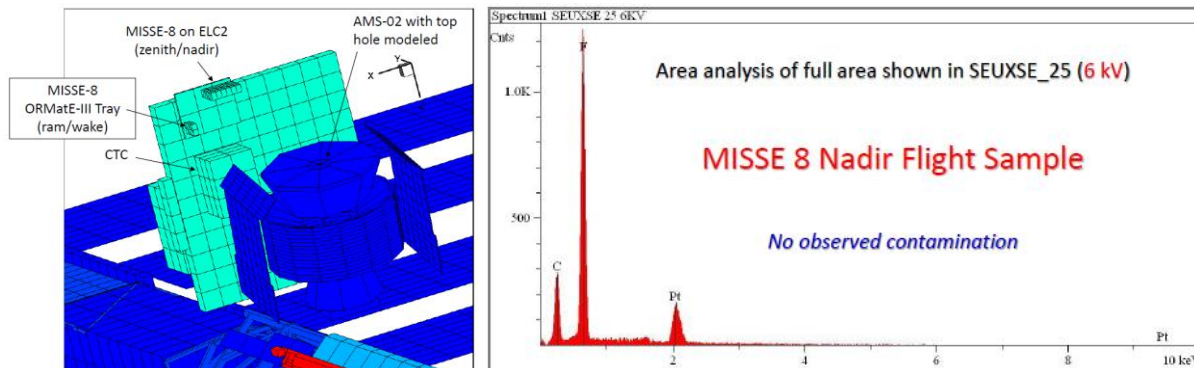 MISSE-8 on ELC2
(zenith/nadir)
AMS-02 with top
hole modeled
MISSE-8
ORMatE-III Tray
(ram/wake)
CTC
X
Y
Spectrum1 SEUXSE 25 6KV
Cnts
F
Area analysis of full area shown in SEUXSE_25 (6 kV)
1.0K
MISSE 8 Nadir Flight Sample
500
No observed contamination
C
Pt
Pt
2
4
6
8
10 keV